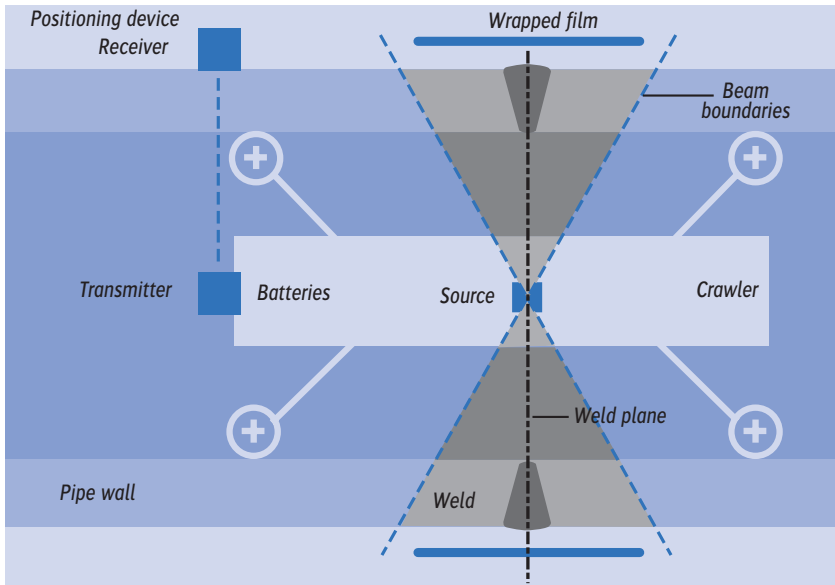 Positioning device
Receiver
Wrapped film
Beam
boundaries
Transmitter
Batteries
Source
Crawler
Weld plane
Pipe wall
Weld